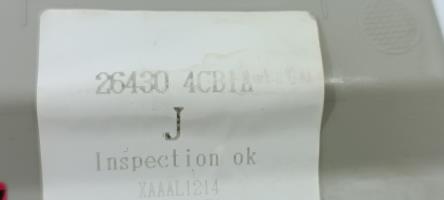 26430 4CB1A
J
Inspection ok
XAAAL1214